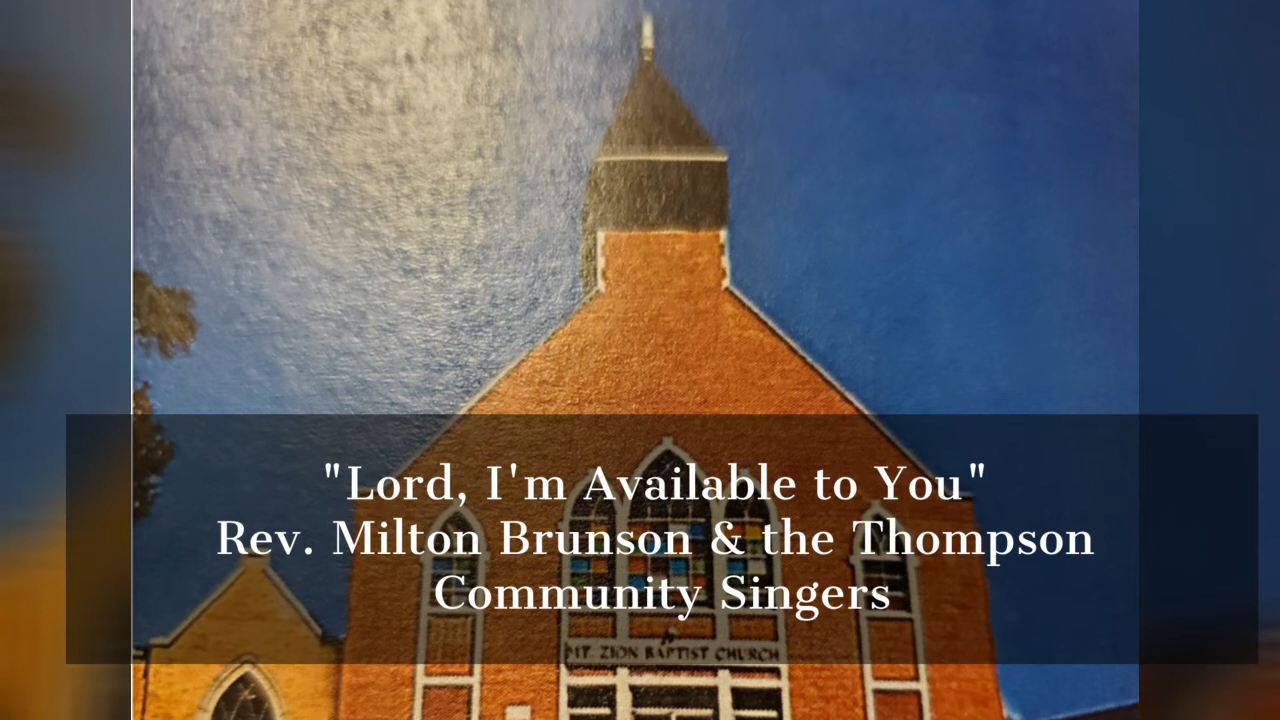 "Lord, I'm Available to You"
Rev. Milton Brunson & the Thompson
Community Singers
MT. ZION BAPTIST CHURCH